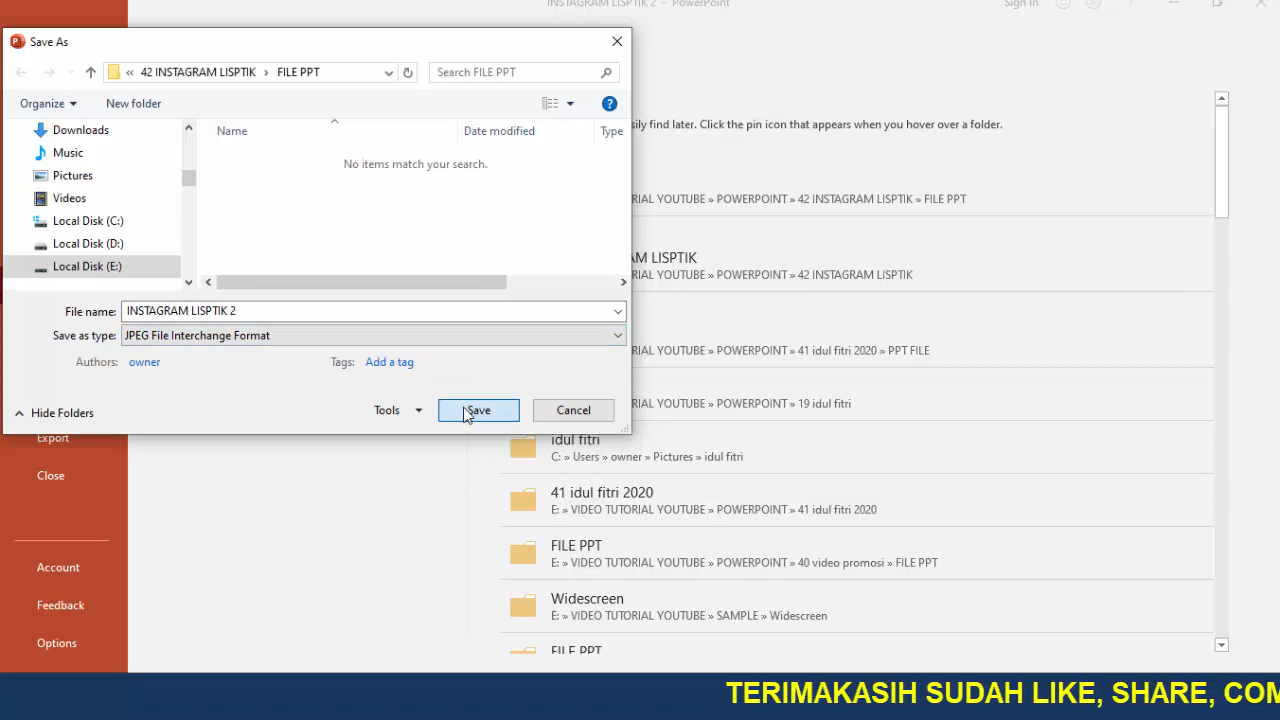 INSTAGRAM LISPTIK 2 - PowerPoint
Sign in
Save As
« 42 INSTAGRAM LISPTIK › FILE PPT
Search FILE PPT
Organize
New folder
Downloads
Music
Pictures
Videos
Local Disk (C:)
Local Disk (D:)
Local Disk (E:)
Name
Date modified
Type
No items match your search.
File name: INSTAGRAM LISPTIK 2
Save as type: JPEG File Interchange Format
Authors: owner
Tags: Add a tag
Hide Folders
Tools
Save
Cancel
Export
Close
Account
Feedback
Options
sily find later. Click the pin icon that appears when you hover over a folder.
RIAL YOUTUBE » POWERPOINT » 42 INSTAGRAM LISPTIK » FILE PPT
AM LISPTIK
RIAL YOUTUBE » POWERPOINT » 42 INSTAGRAM LISPTIK
RIAL YOUTUBE » POWERPOINT » 41 idul fitri 2020 » PPT FILE
RIAL YOUTUBE » POWERPOINT » 19 idul fitri
idul fitri
C: » Users » owner » Pictures » idul fitri
41 idul fitri 2020
E: » VIDEO TUTORIAL YOUTUBE » POWERPOINT » 41 idul fitri 2020
FILE PPT
E: » VIDEO TUTORIAL YOUTUBE » POWERPOINT » 40 video promosi » FILE PPT
Widescreen
E: » VIDEO TUTORIAL YOUTUBE » SAMPLE » Widescreen
FILE PPT
TERIMAKASIH SUDAH LIKE, SHARE, COM